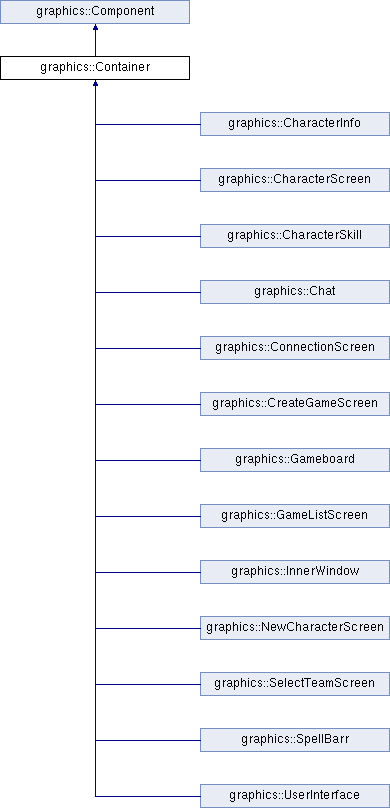 graphics::Component
graphics::Container
graphics::CharacterInfo
graphics::CharacterScreen
graphics::CharacterSkill
graphics::Chat
graphics::ConnectionScreen
graphics::CreateGameScreen
graphics::Gameboard
graphics::GameListScreen
graphics::InnerWindow
graphics::NewCharacterScreen
graphics::SelectTeamScreen
graphics::SpellBarr
graphics::UserInterface